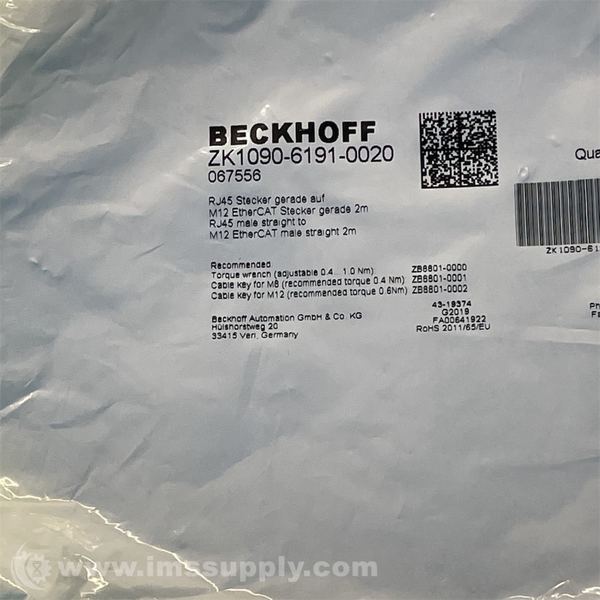 BECKHOFF
ZK1090-6191-0020
067556
RJ45 Stecker gerade auf
M12 EtherCAT Stecker gerade 2m
RJ45 male straight to
M12 EtherCAT male straight 2m
Recommended
Torque wrench (adjustable 0.4...1.0 Nm) ZB8801-0000
Cable key for M8 (recommended torque 0.4 Nm) ZB8801-0001
Cable key for M12 (recommended torque 0.6Nm) ZB8801-0002
Beckhoff Automation GmbH & Co. KG
Hülshorstweg 20
33415 Verl, Germany
43-19374
G2019
FA00641922
RoHS 2011/65/EU
Qua
ZK1090-61
Ph
Fa
www.imssupply.com